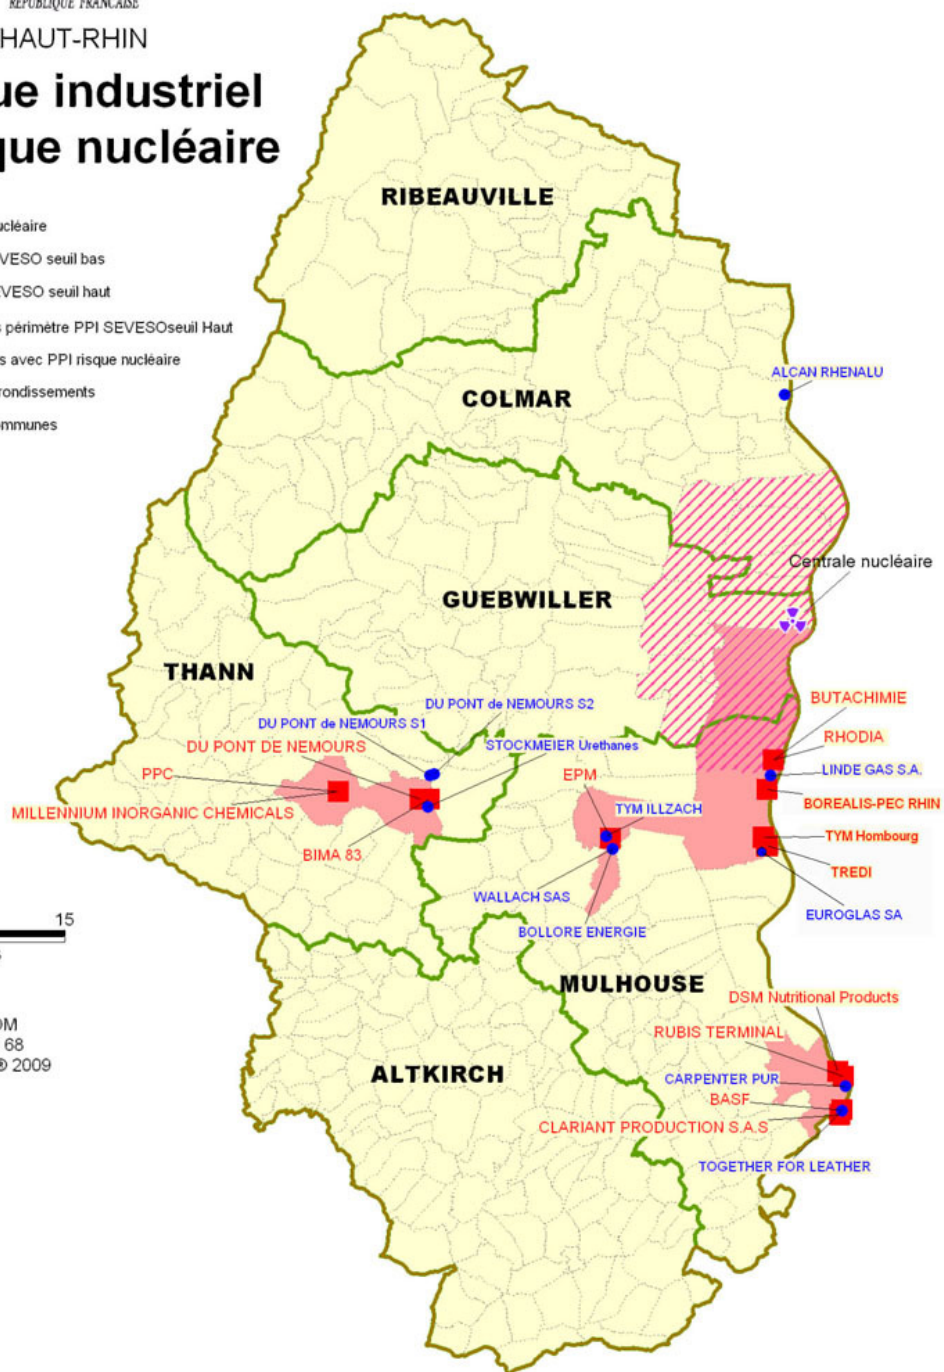 RÉPUBLIQUE FRANÇAISE
HAUT-RHIN
ue industriel
que nucléaire
ucléaire
VESO seuil bas
EVESO seuil haut
s périmètre PPI SEVESOseuil Haut
s avec PPI risque nucléaire
rondissements
ommunes
RIBEAUVILLE
ALCAN RHENALU
COLMAR
Centrale nucléaire
GUEBWILLER
THANN
BUTACHIMIE
DU PONT de NEMOURS S2
DU PONT de NEMOURS S1
RHODIA
DU PONT DE NEMOURS
STOCKMEIER Urethanes
LINDE GAS S.A.
PPC
EPM
BOREALIS-PEC RHIN
MILLENNIUM INORGANIC CHEMICALS
TYM ILLZACH
TYM Hombourg
BIMA 83
TREDI
WALLACH SAS
EUROGLAS SA
15
BOLLORE ENERGIE
MULHOUSE
DSM Nutritional Products
OM
68
® 2009
RUBIS TERMINAL
ALTKIRCH
CARPENTER PUR
BASF
CLARIANT PRODUCTION S.A.S
TOGETHER FOR LEATHER